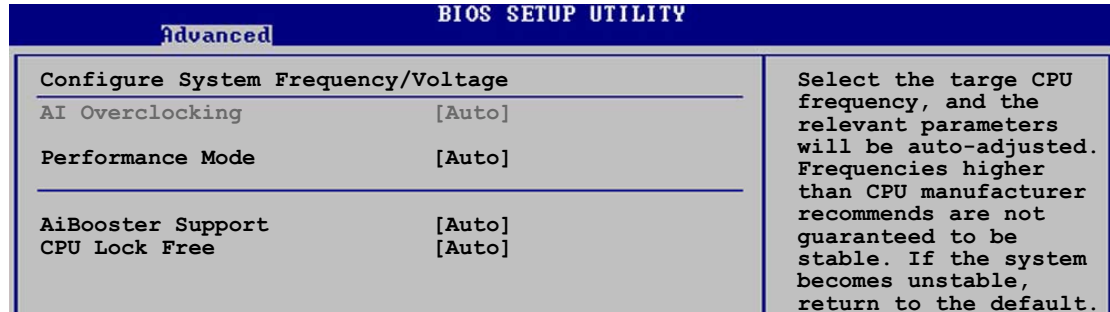 BIOS SETUP UTILITY
Advanced
Configure System Frequency/Voltage
AI Overclocking [Auto]
Performance Mode [Auto]
AiBooster Support [Auto]
CPU Lock Free [Auto]
Select the targe CPU
frequency, and the
relevant parameters
will be auto-adjusted.
Frequencies higher
than CPU manufacturer
recommends are not
guaranteed to be
stable. If the system
becomes unstable,
return to the default.